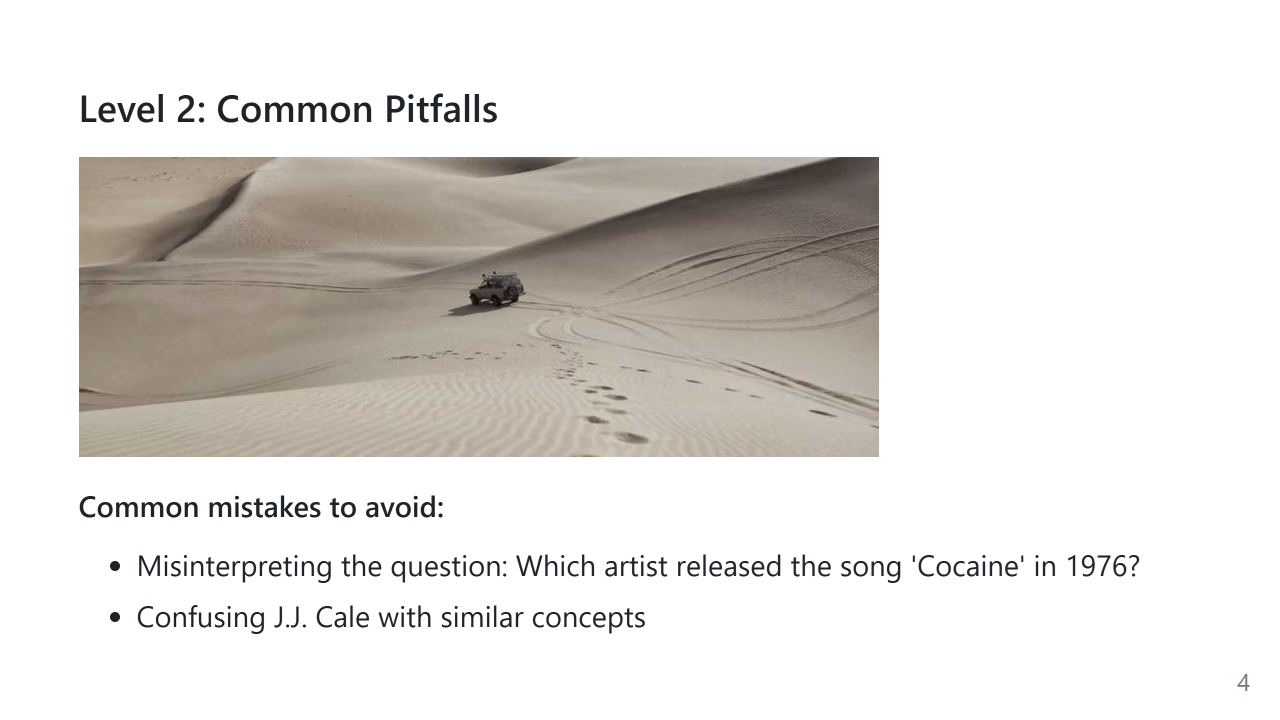 Level 2: Common Pitfalls
Common mistakes to avoid:
• Misinterpreting the question: Which artist released the song 'Cocaine' in 1976?
• Confusing J.J. Cale with similar concepts
4